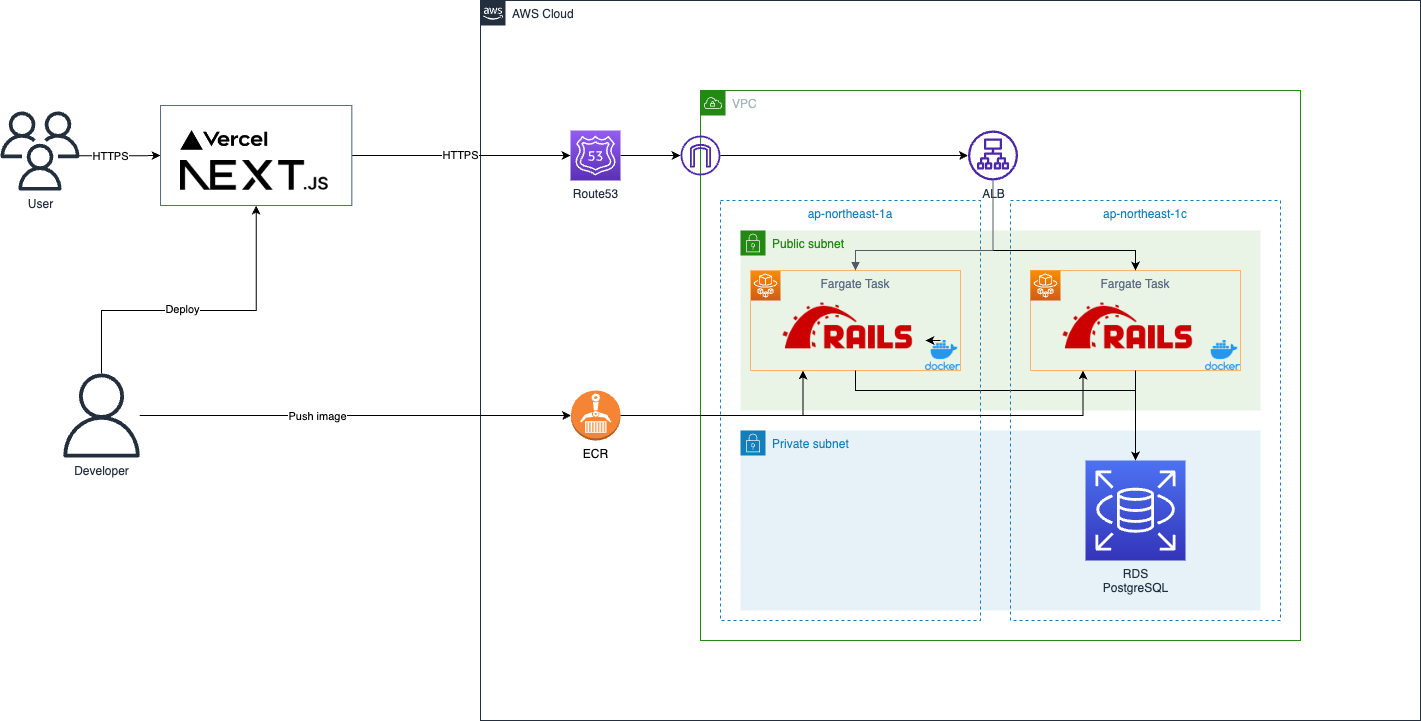 aws
AWS Cloud
VPC
Vercel
NEXT.JS
HTTPS
HTTPS
53
User
Route53
ALB
ap-northeast-1a
ap-northeast-1c
Public subnet
Fargate Task
Fargate Task
Deploy
RAILS
RAILS
docker
docker
Push image
Developer
ECR
Private subnet
RDS
PostgreSQL